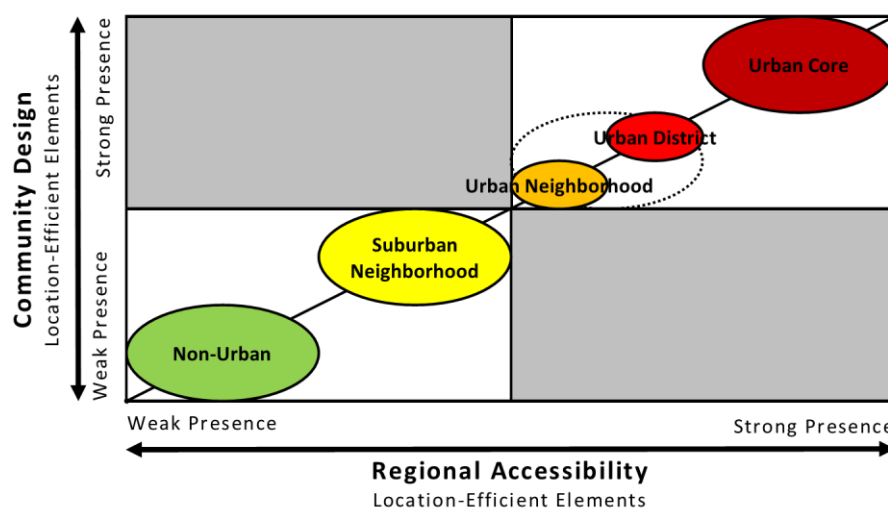 Community Design
Location-Efficient Elements
Strong Presence
Weak Presence
Urban Core
Urban District
Urban Neighborhood
Suburban
Neighborhood
Non-Urban
Weak Presence
Strong Presence
Regional Accessibility
Location-Efficient Elements